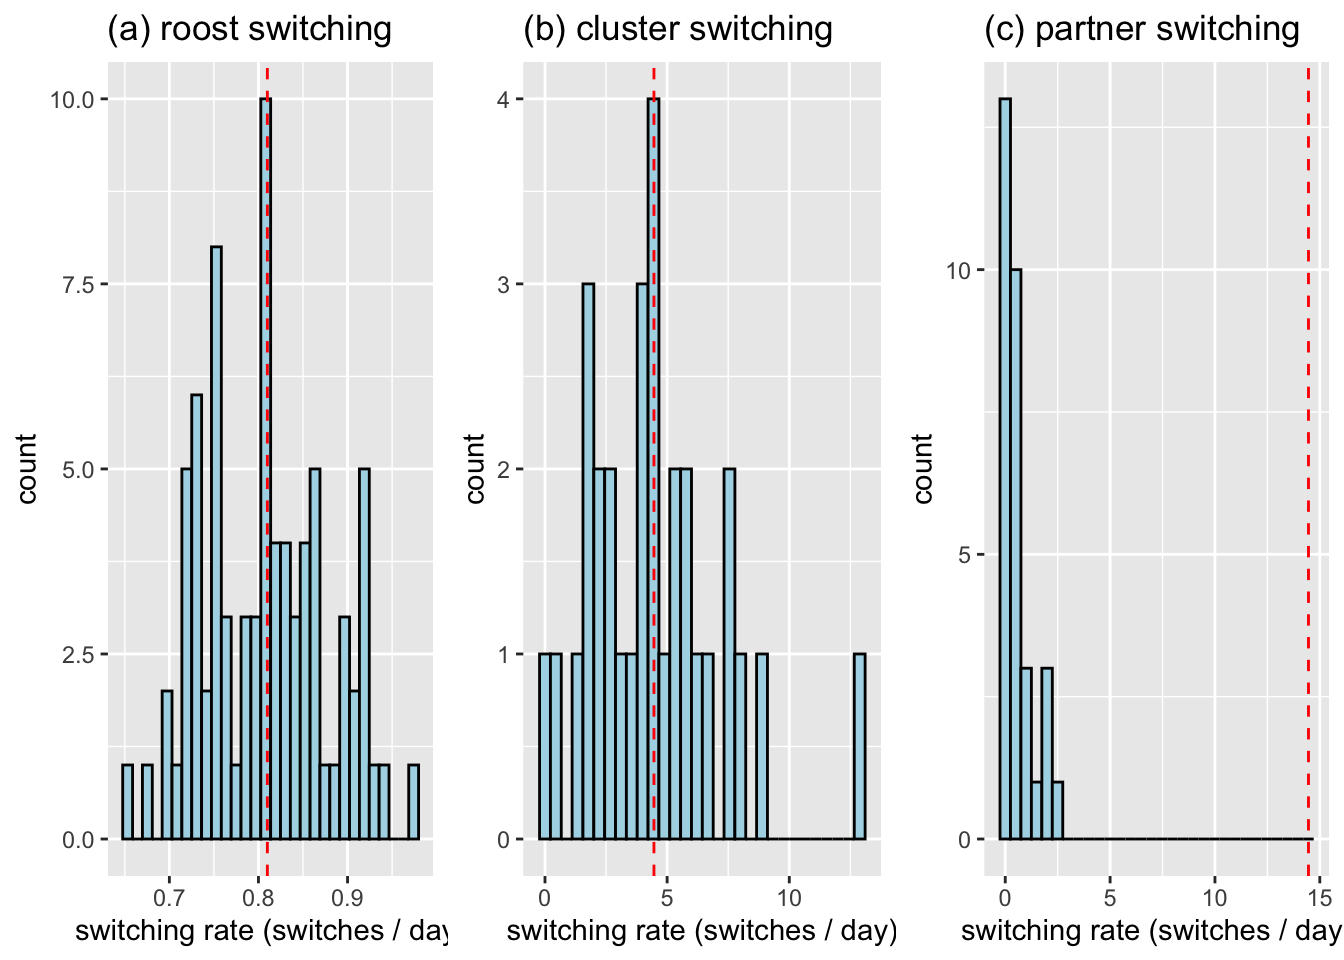 (a) roost switching
(b) cluster switching
(c) partner switching
count
10.0
7.5
5.0
2.5
0.0
0.7
0.8
0.9
switching rate (switches / day
count
4
3
2
1
0
0
5
10
switching rate (switches / day)
count
10
5
0
0
5
10
15
switching rate (switches / day